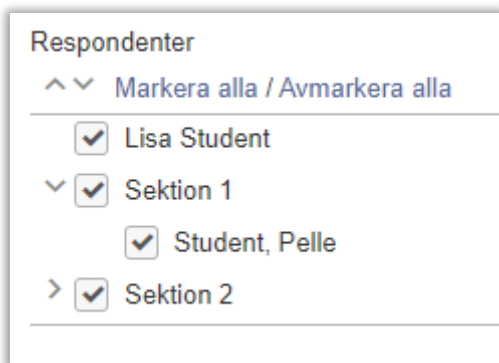 Respondenter
Markera alla / Avmarkera alla
Lisa Student
Sektion 1
Student, Pelle
Sektion 2